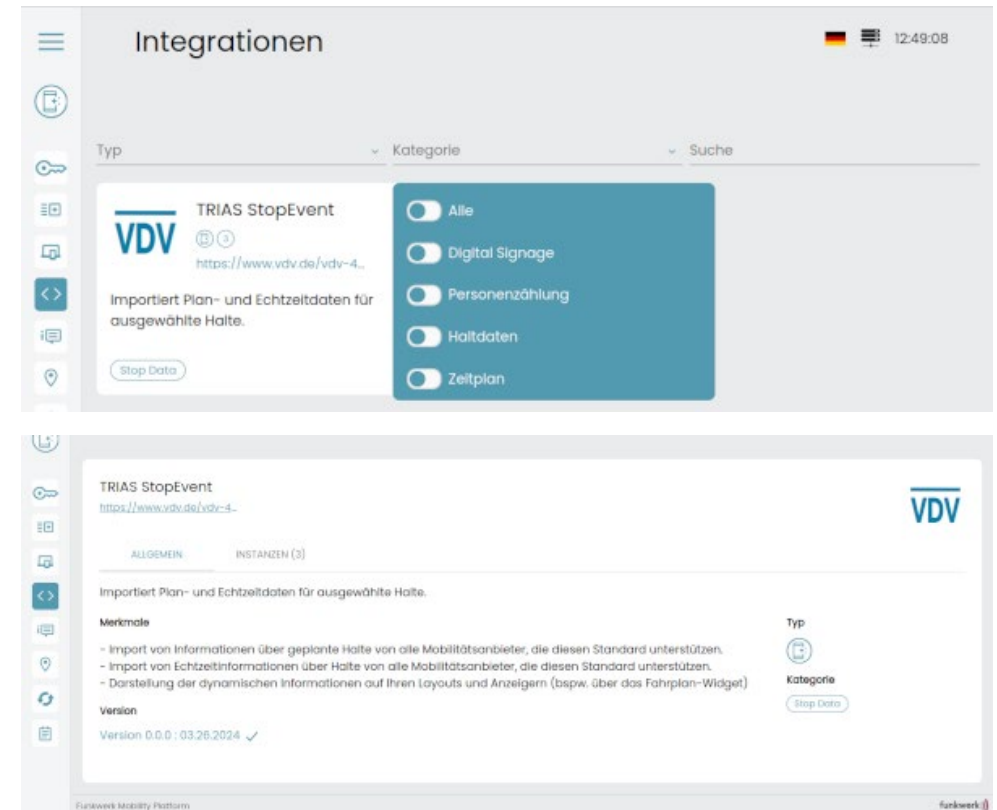 Integrationen
12:49:08
Typ
Kategorie
Suche
TRIAS StopEvent
VDV
3
https://www.vdv.de/vdv-4...
Importiert Plan- und Echtzeitdaten für
ausgewählte Halte.
Stop Data
Alle
Digital Signage
Personenzählung
Haltdaten
Zeitplan
TRIAS StopEvent
https://www.vdv.de/vdv-4...
VDV
ALLGEMEIN
INSTANZEN (3)
Importiert Plan- und Echtzeitdaten für ausgewählte Halte.
Merkmale
- Import von Informationen über geplante Halte von alle Mobilitätsanbieter, die diesen Standard unterstützen.
- Import von Echtzeitinformationen über Halte von alle Mobilitätsanbieter, die diesen Standard unterstützen.
- Darstellung der dynamischen Informationen auf Ihren Layouts und Anzeigern (bspw. über das Fahrplan-Widget)
Version
Version 0.0.0 : 03.26.2024
Typ
Kategorie
Stop Data
Funkwerk Mobility Platform
funkwerk